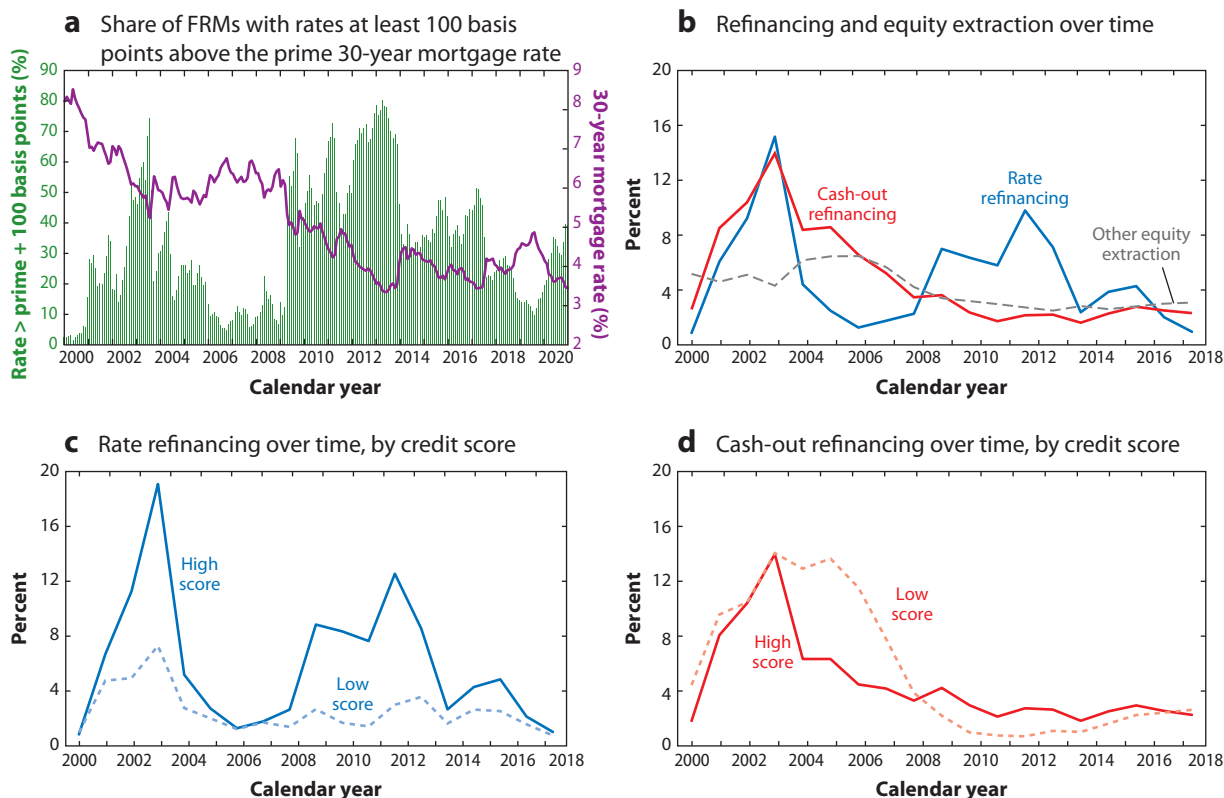 a Share of FRMs with rates at least 100 basis
points above the prime 30-year mortgage rate
Rate > prime + 100 basis points (%)
90
80
70
60
50
40
30
20
10
0
9
8
7
6
5
4
3
2
30-year mortgage rate (%)
2000 2002 2004 2006 2008 2010 2012 2014 2016 2018 2020
Calendar year
b Refinancing and equity extraction over time
Percent
20
16
12
8
4
0
Cash-out
refinancing
Rate
refinancing
Other equity
extraction
2000 2002 2004 2006 2008 2010 2012 2014 2016 2018
Calendar year
c Rate refinancing over time, by credit score
Percent
20
16
12
8
4
0
High
score
Low
score
2000 2002 2004 2006 2008 2010 2012 2014 2016 2018
Calendar year
d Cash-out refinancing over time, by credit score
Percent
20
16
12
8
4
0
Low
score
High
score
2000 2002 2004 2006 2008 2010 2012 2014 2016 2018
Calendar year